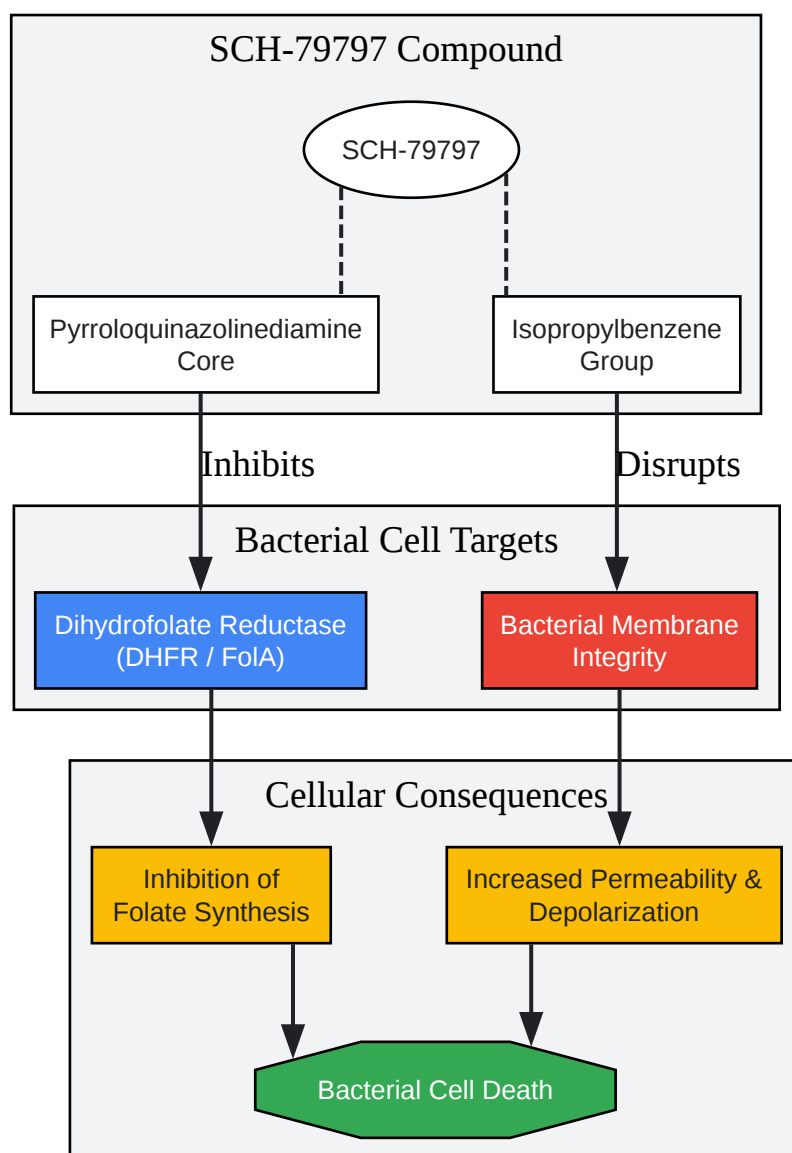 SCH-79797 Compound
SCH-79797
Pyrroloquinazolinediamine
Core
Isopropylbenzene
Group
Inhibits
Disrupts
Bacterial Cell Targets
Dihydrofolate Reductase
(DHFR / FolA)
Bacterial Membrane
Integrity
Cellular Consequences
Inhibition of
Folate Synthesis
Increased Permeability &
Depolarization
Bacterial Cell Death